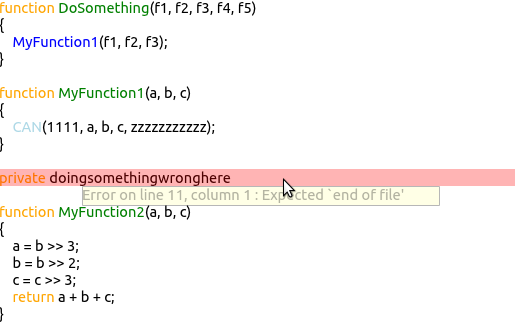 function DoSomething(f1, f2, f3, f4, f5)
{
MyFunction1(f1, f2, f3);
}
function MyFunction1(a, b, c)
{
CAN(1111, a, b, c, zzzzzzzzzzz);
}
private doingsomethingwronghere
Error on line 11, column 1 : Expected `end of file'
function MyFunction2(a, b, c)
{
a = b >> 3;
b = b >> 2;
c = c >> 3;
return a + b + c;
}